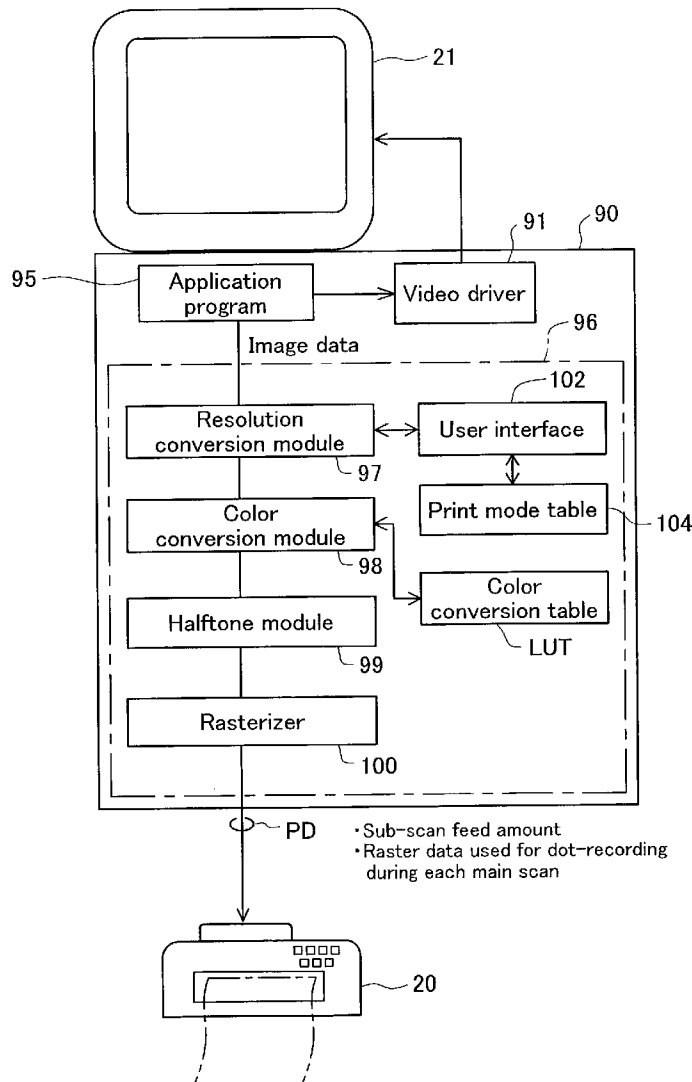 21
90
91
95
Application
program
Video driver
96
Image data
102
Resolution
conversion module
User interface
97
Color
conversion module
Print mode table
104
98
Color
conversion table
Halftone module
LUT
99
Rasterizer
100
PD
・Sub-scan feed amount
・Raster data used for dot-recording
during each main scan
20